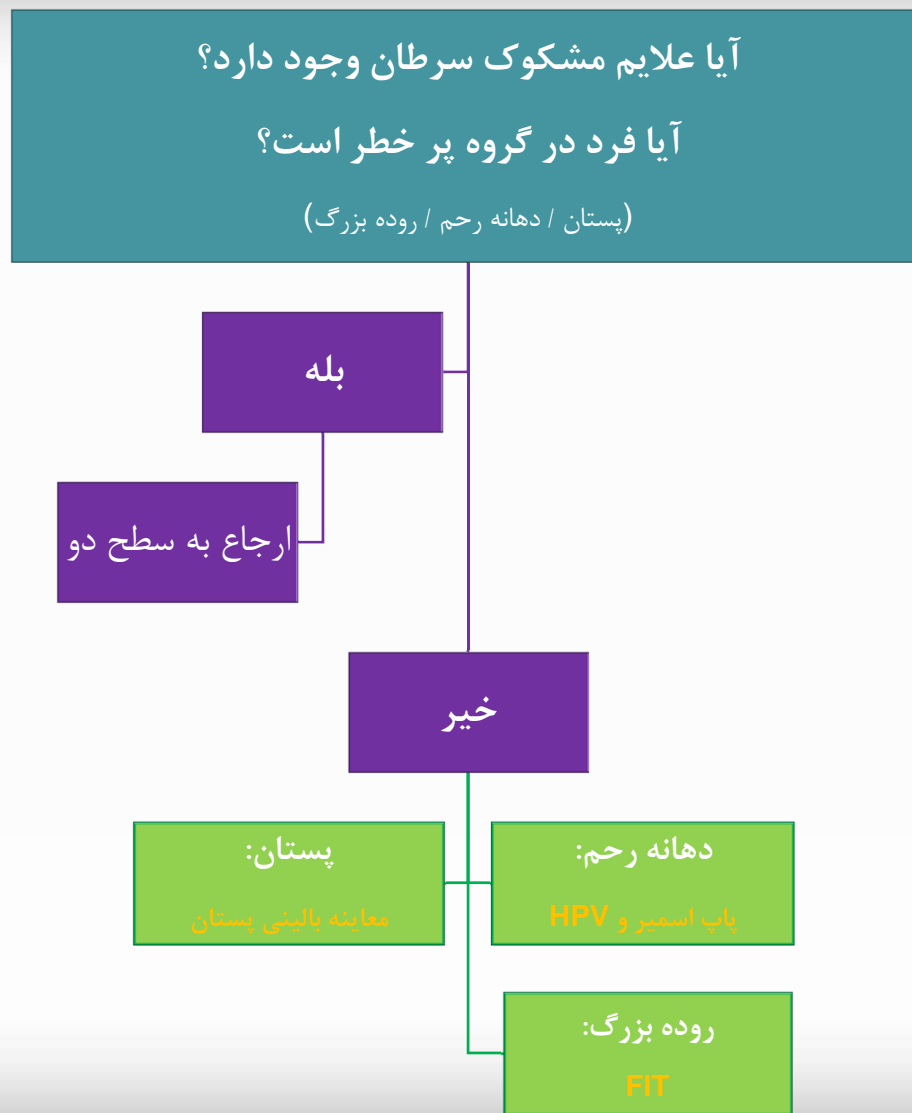 آیا علایم مشکوک سرطان وجود دارد؟
آیا فرد در گروه پر خطر است؟
(پستان / دهانه رحم / روده بزرگ)
بله
ارجاع به سطح دو
خیر
دهانه رحم:
پاپ اسمیر و HPV
پستان:
معاینه بالینی پستان
روده بزرگ:
FIT